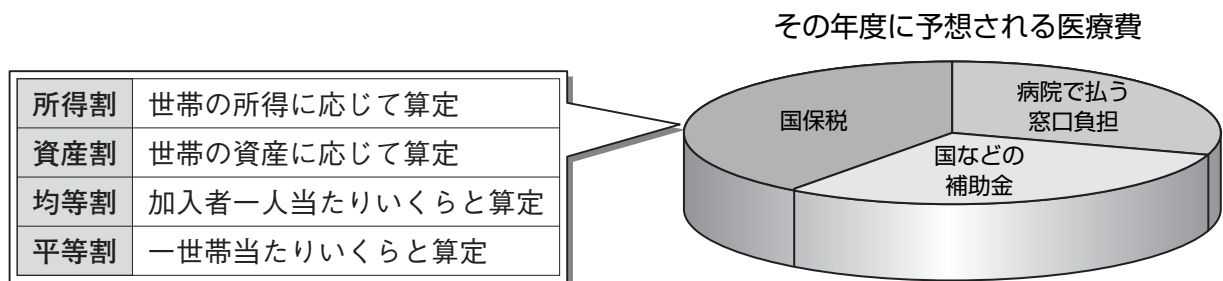 その年度に予想される医療費
所得割 世帯の所得に応じて算定
資産割 世帯の資産に応じて算定
均等割 加入者一人当たりいくらと算定
平等割 一世帯当たりいくらと算定
国保税
病院で払う
窓口負担
国などの
補助金